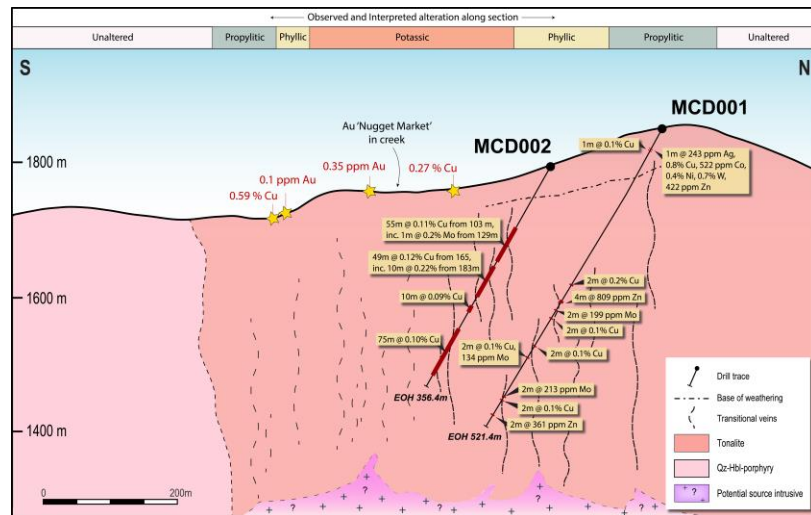 Observed and Interpreted alteration along section
Unaltered
Propylitic
Phyllic
Potassic
Phyllic
Propylitic
Unaltered
S
N
MCD001
MCD002
Au 'Nugget Market'
in creek
1800 m
1600 m
1400 m
0.59 % Cu
0.1 ppm Au
0.35 ppm Au
0.27 % Cu
1m @ 0.1% Cu
1m @ 243 ppm Ag,
0.8% Cu, 522 ppm Co,
0.4% Ni, 0.7% W,
422 ppm Zn
55m @ 0.11% Cu from 103 m,
inc. 1m @ 0.2% Mo from 129m
49m @ 0.12% Cu from 165,
inc. 10m @ 0.22% from 183m
10m @ 0.09% Cu
75m @ 0.10% Cu
2m @ 0.2% Cu
4m @ 809 ppm Zn
2m @ 199 ppm Mo
2m @ 0.1% Cu
2m @ 0.1% Cu,
134 ppm Mo
2m @ 0.1% Cu
2m @ 213 ppm Mo
2m @ 0.1% Cu
2m @ 361 ppm Zn
EOH 356.4m
EOH 521.4m
Drill trace
Base of weathering
Transitional veins
Tonalite
Qz-Hbl-porphyry
? Potential source intrusive
0
200m
?
?
?
?